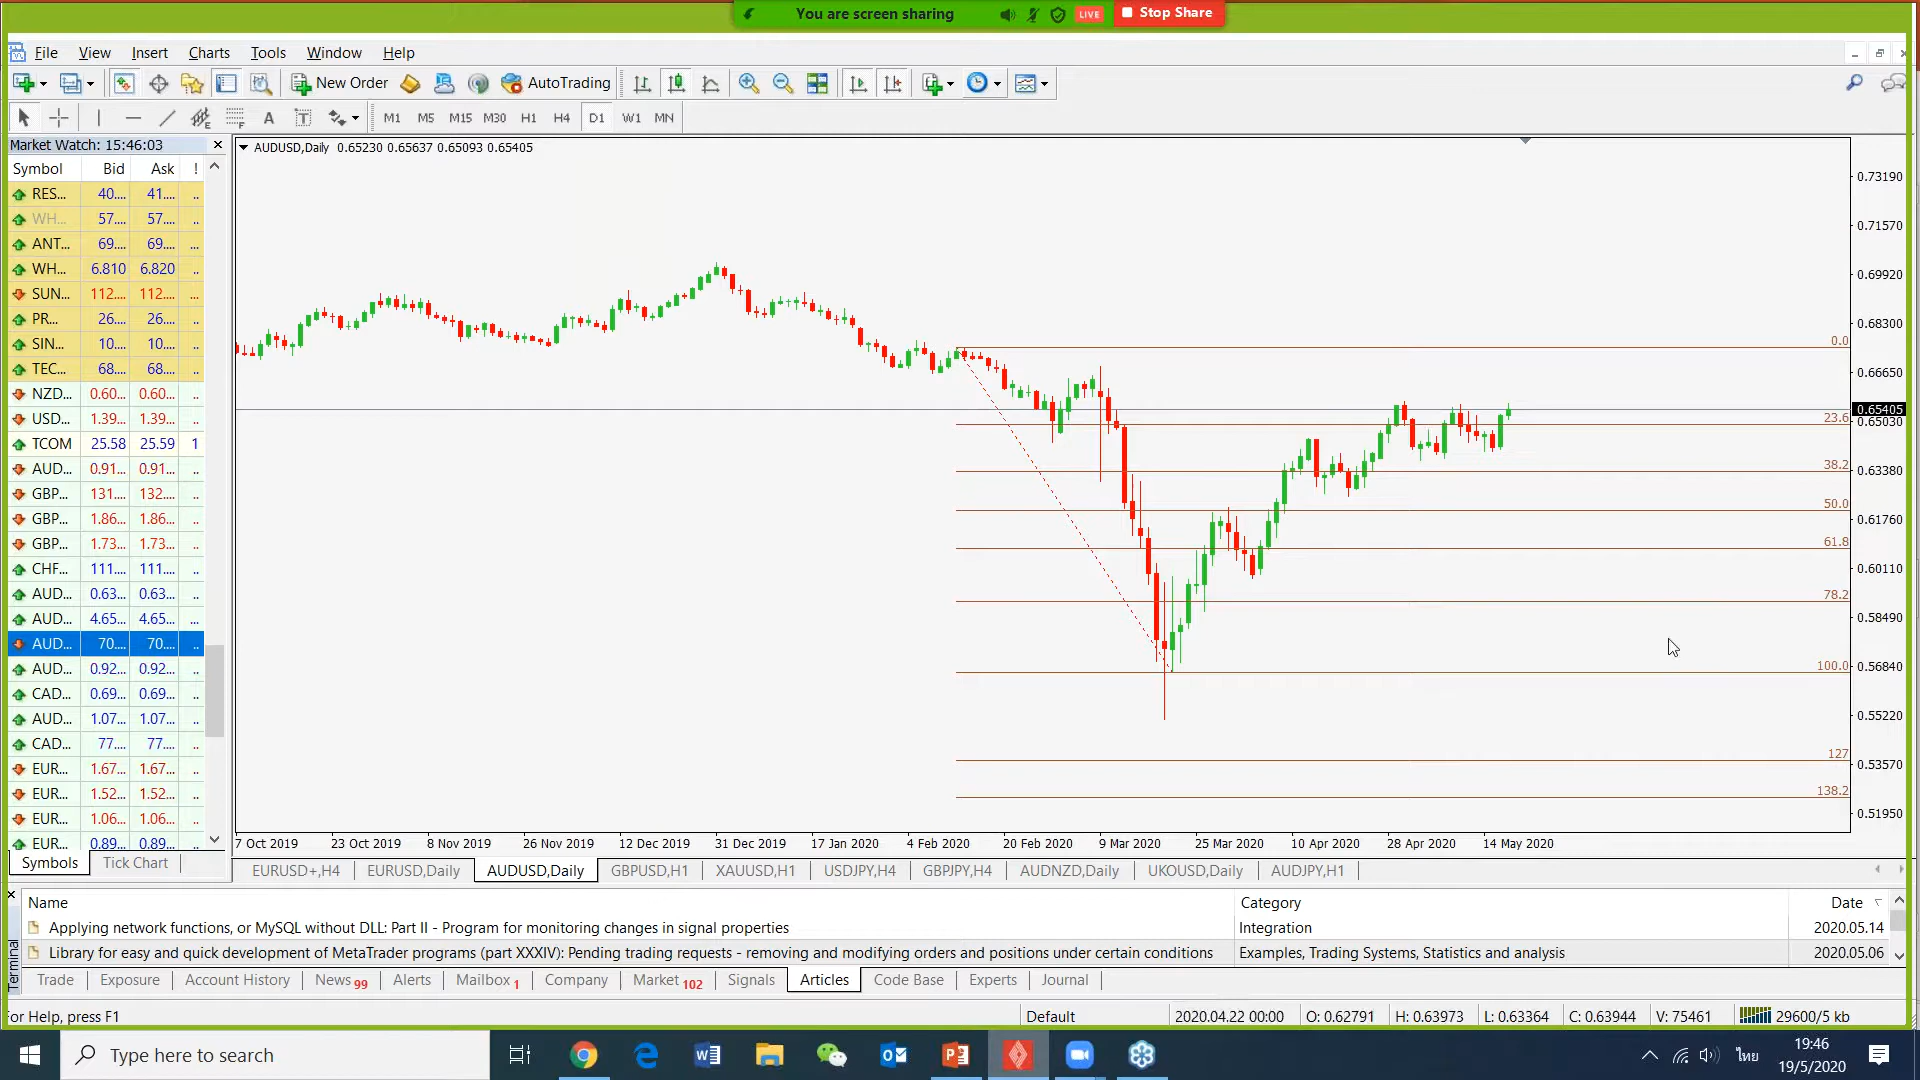 You are screen sharing LIVE Stop Share
File View Insert Charts Tools Window Help
New Order AutoTrading
A T M1 M5 M15 M30 H1 H4 D1 W1 MN
Market Watch: 15:46:03
Symbol Bid Ask !
RES... 40.... 41.... ..
WH... 57.... 57.... ..
ANT... 69.... 69.... ...
WH... 6.810 6.820 ..
SUN... 112.... 112.... ...
PR... 26.... 26.... ..
SIN... 10.... 10.... ..
TEC... 68.... 68.... ..
NZD... 0.60... 0.60... ..
USD... 1.39... 1.39... ..
TCOM 25.58 25.59 1
AUD... 0.91... 0.91... ..
GBP... 131.... 132.... ..
GBP... 1.86... 1.86... ..
GBP... 1.73... 1.73... ..
CHF... 111.... 111.... ..
AUD... 0.63... 0.63... ..
AUD... 4.65... 4.65... ...
AUD... 70.... 70.... ..
AUD... 0.92... 0.92... ..
CAD... 0.69... 0.69... ..
AUD... 1.07... 1.07... ..
CAD... 77.... 77.... ..
EUR... 1.67... 1.67... ..
EUR... 1.52... 1.52... ..
EUR... 1.06... 1.06... ..
EUR... 0.89... 0.89... ..
Symbols Tick Chart
AUDUSD,Daily 0.65230 0.65637 0.65093 0.65405
0.73190
0.71570
0.69920
0.68300
0.0
0.66650
0.65405
23.6
0.65030
38.2
0.63380
50.0
0.61760
61.8
0.60110
78.2
0.58490
100.0
0.56840
0.55220
127
0.53570
138.2
0.51950
7 Oct 2019 23 Oct 2019 8 Nov 2019 26 Nov 2019 12 Dec 2019 31 Dec 2019 17 Jan 2020 4 Feb 2020 20 Feb 2020 9 Mar 2020 25 Mar 2020 10 Apr 2020 28 Apr 2020 14 May 2020
EURUSD+,H4 EURUSD,Daily AUDUSD,Daily GBPUSD,H1 XAUUSD,H1 USDJPY,H4 GBPJPY,H4 AUDNZD,Daily UKOUSD,Daily AUDJPY,H1
Terminal
Name Category Date
Applying network functions, or MySQL without DLL: Part II - Program for monitoring changes in signal properties Integration 2020.05.14
Library for easy and quick development of MetaTrader programs (part XXXIV): Pending trading requests - removing and modifying orders and positions under certain conditions Examples, Trading Systems, Statistics and analysis 2020.05.06
Trade Exposure Account History News 99 Alerts Mailbox 1 Company Market 102 Signals Articles Code Base Experts Journal
For Help, press F1 Default 2020.04.22 00:00 O: 0.62791 H: 0.63973 L: 0.63364 C: 0.63944 V: 75461 29600/5 kb
Type here to search ไทย 19:46
19/5/2020